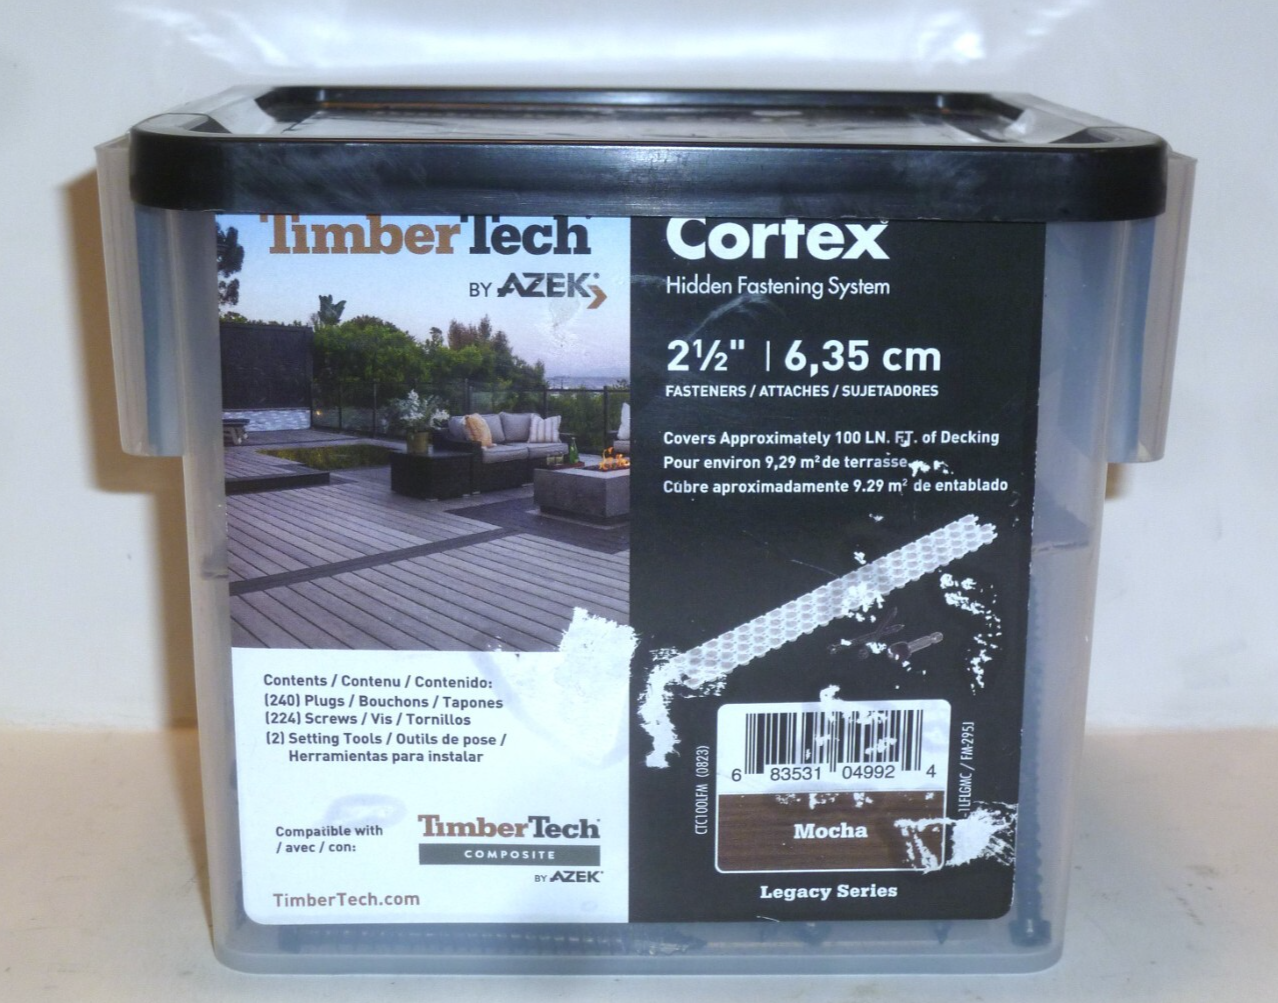 TimberTech
BY AZEK
Contents / Contenu / Contenido:
(240) Plugs / Bouchons / Tapones
(224) Screws / Vis / Tornillos
(2) Setting Tools / Outils de pose /
Herramientas para instalar
Compatible with
/ avec / con:
TimberTech
COMPOSITE
BY AZEK
TimberTech.com
Cortex
Hidden Fastening System
2½" | 6,35 cm
FASTENERS / ATTACHES / SUJETADORES
Covers Approximately 100 LN. FT. of Decking
Pour environ 9,29 m² de terrasse
Cubre aproximadamente 9.29 m² de entablado
CTC100LFM (0823)
6 83531 04992 4
Mocha
1LFLGMC / FM-295J
Legacy Series